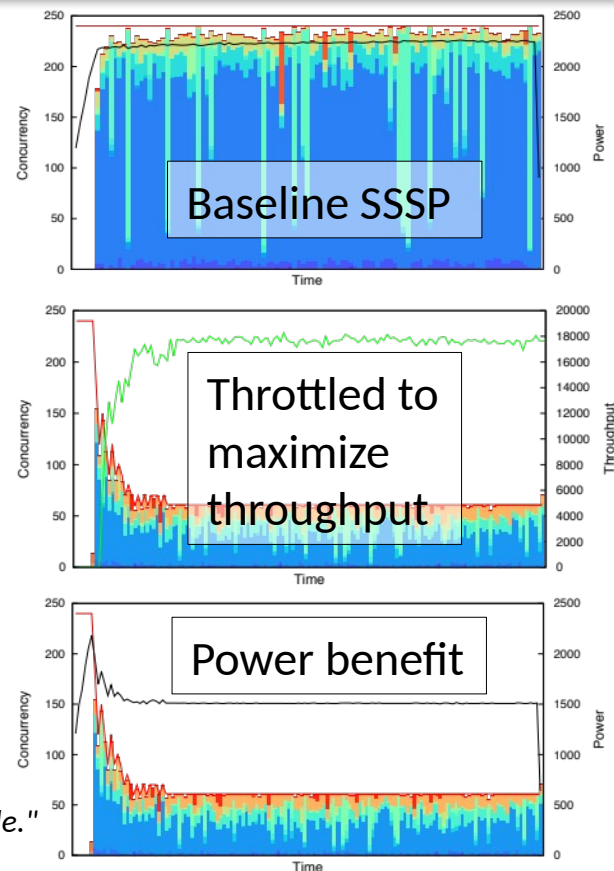 250
200
150
100
50
0
Concurrency
2500
2000
1500
1000
500
0
Power
Baseline SSSP
Time
250
200
150
100
50
0
Concurrency
20000
18000
16000
14000
12000
10000
8000
6000
4000
2000
0
Throughput
Throttled to
maximize
throughput
Time
250
200
150
100
50
0
Concurrency
2500
2000
1500
1000
500
0
Power
Power benefit
le."
Time